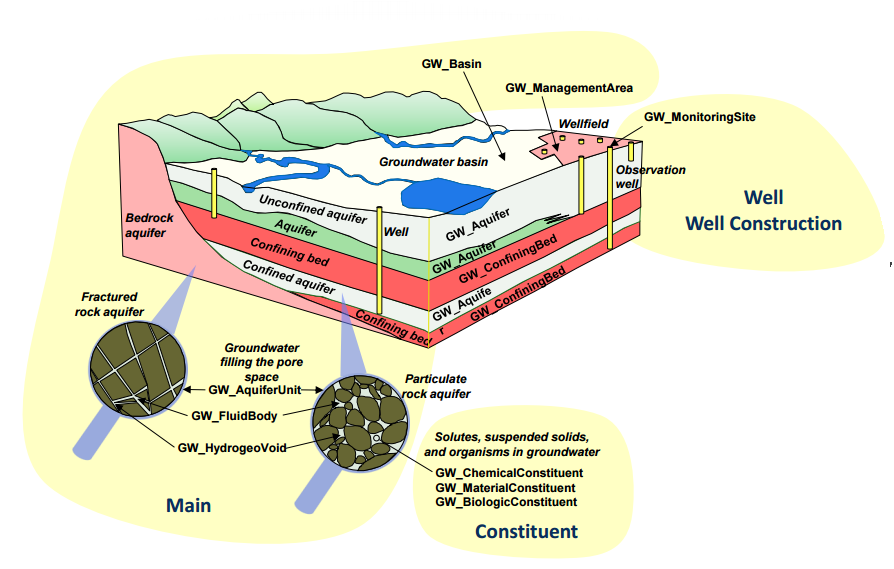 GW_Basin
GW_ManagementArea
Wellfield
GW_MonitoringSite
Groundwater basin
Observation
well
Well
Well Construction
Bedrock
aquifer
Unconfined aquifer
Aquifer
Confining bed
Confined aquifer
Confining bed
Well
GW_Aquifer
GW_Aquifer
GW_ConfiningBed
GW_Aquife
r
GW_ConfiningBed
Fractured
rock aquifer
Groundwater
filling the pore
space
GW_AquiferUnit
GW_FluidBody
GW_HydrogeoVoid
Particulate
rock aquifer
Solutes, suspended solids,
and organisms in groundwater
GW_ChemicalConstituent
GW_MaterialConstituent
GW_BiologicConstituent
Main
Constituent
,